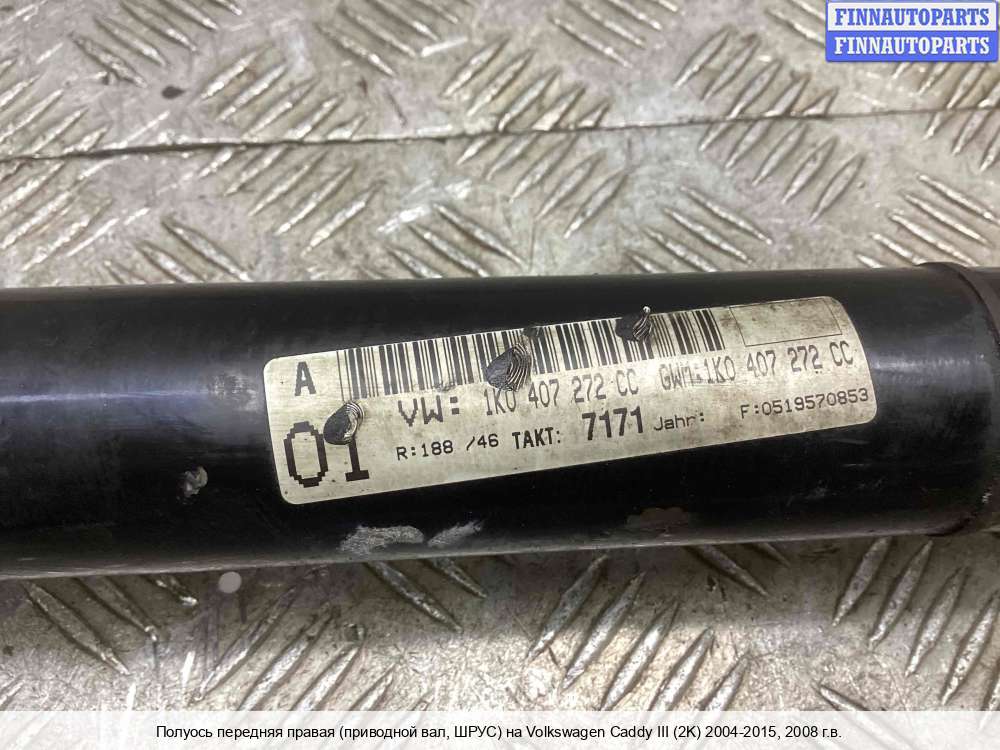 FINNAUTOPARTS
FINNAUTOPARTS
A
VW: 1K0 407 272 CC GWM:1K0 407 272 CC
01
R:188 /46 TAKT: 7171 Jahr: F:0519570853
Полуось передняя правая (приводной вал, ШРУС) на Volkswagen Caddy III (2K) 2004-2015, 2008 г.в.